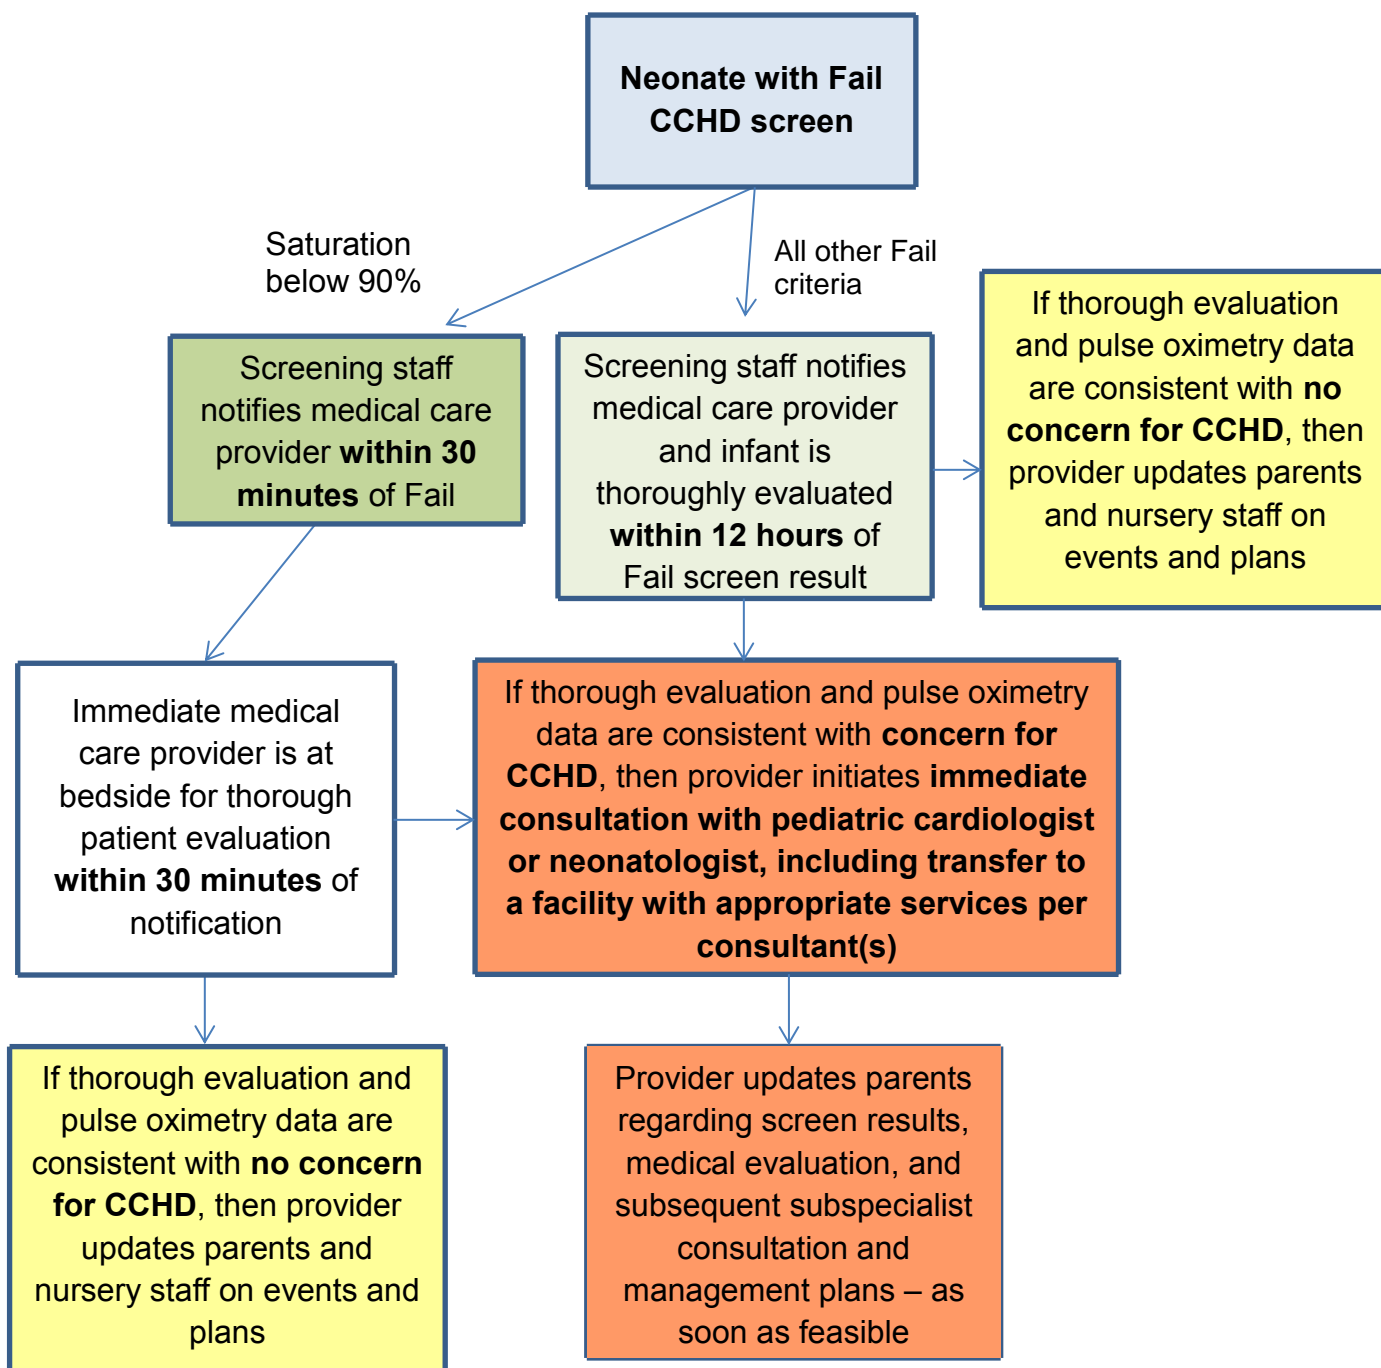 Neonate with Fail
CCHD screen
Saturation
below 90%
All other Fail
criteria
Screening staff
notifies medical care
provider within 30
minutes of Fail
Screening staff notifies
medical care provider
and infant is
thoroughly evaluated
within 12 hours of
Fail screen result
If thorough evaluation
and pulse oximetry data
are consistent with no
concern for CCHD, then
provider updates parents
and nursery staff on
events and plans
Immediate medical
care provider is at
bedside for thorough
patient evaluation
within 30 minutes of
notification
If thorough evaluation and pulse oximetry
data are consistent with concern for
CCHD, then provider initiates immediate
consultation with pediatric cardiologist
or neonatologist, including transfer to
a facility with appropriate services per
consultant(s)
If thorough evaluation and
pulse oximetry data are
consistent with no concern
for CCHD, then provider
updates parents and
nursery staff on events and
plans
Provider updates parents
regarding screen results,
medical evaluation, and
subsequent subspecialist
consultation and
management plans – as
soon as feasible